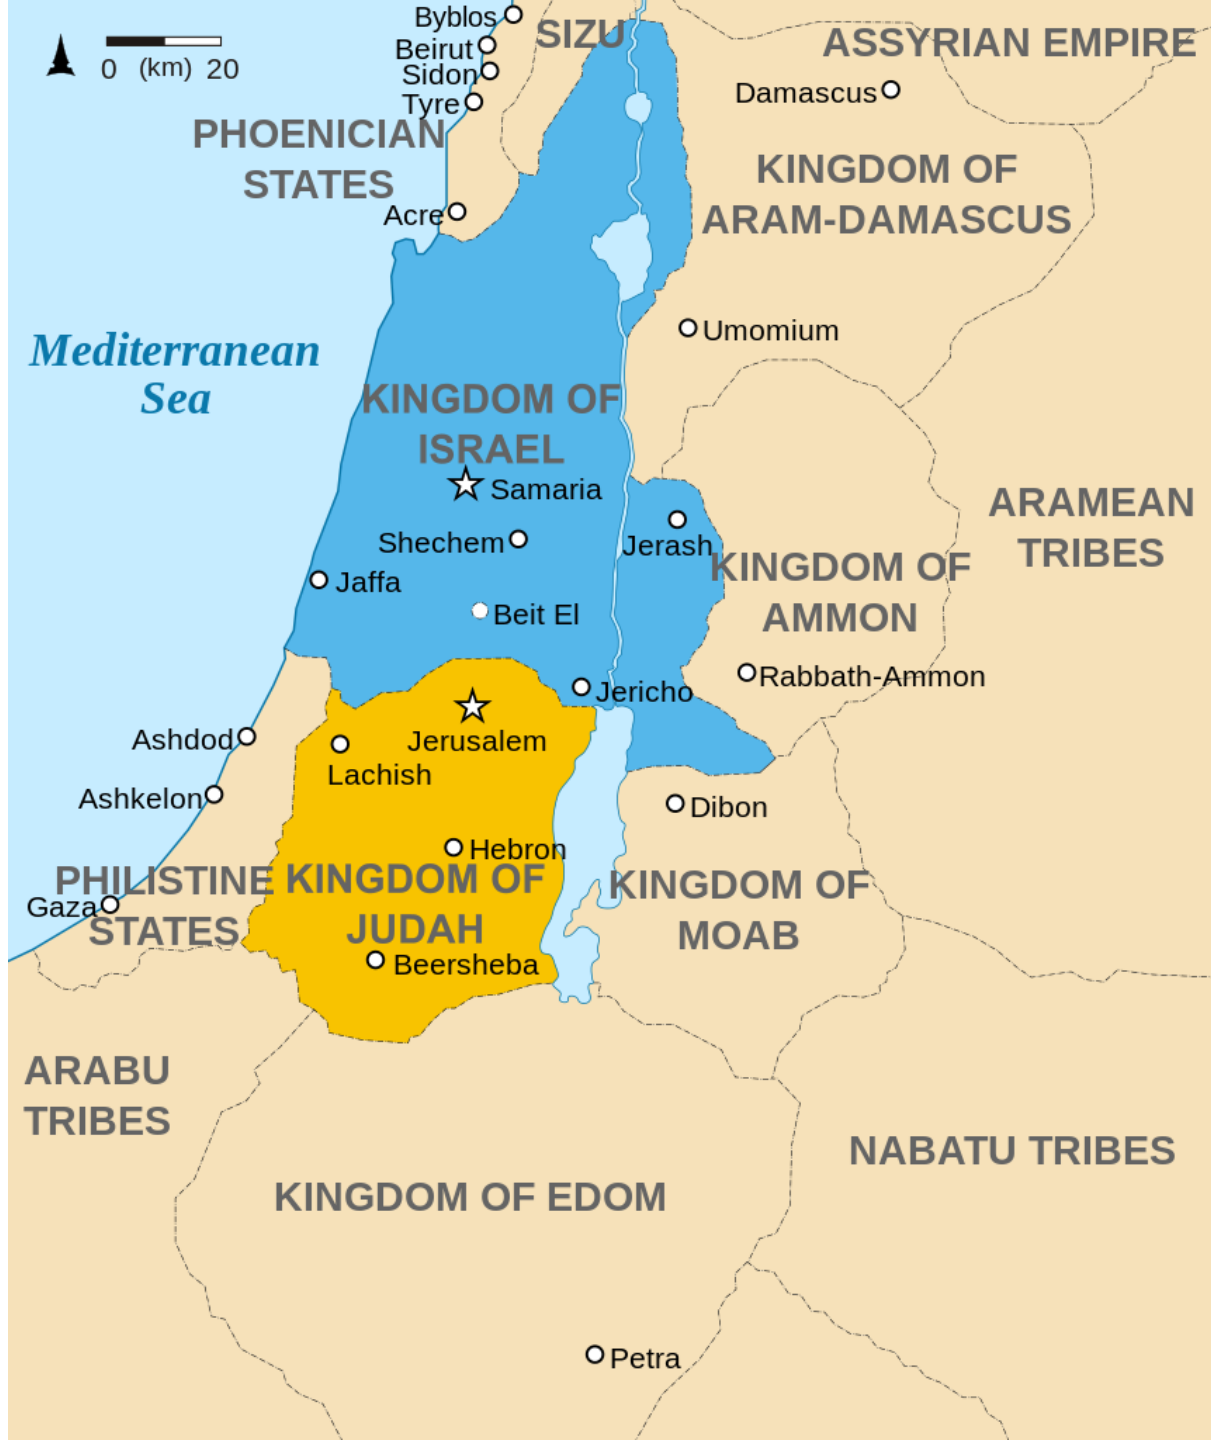 Byblos
SIZU
ASSYRIAN EMPIRE
Beirut
0 (km) 20
Sidon
Damascus
Tyre
PHOENICIAN
STATES
KINGDOM OF
ARAM-DAMASCUS
Acre
Umomium
Mediterranean
Sea
KINGDOM OF
ISRAEL
Samaria
ARAMEAN
TRIBES
Shechem
Jerash
KINGDOM OF
AMMON
Jaffa
Beit El
Rabbath-Ammon
Jericho
Ashdod
Jerusalem
Lachish
Ashkelon
Dibon
Hebron
PHILISTINE
STATES
KINGDOM OF
JUDAH
KINGDOM OF
MOAB
Gaza
Beersheba
ARABU
TRIBES
NABATU TRIBES
KINGDOM OF EDOM
Petra